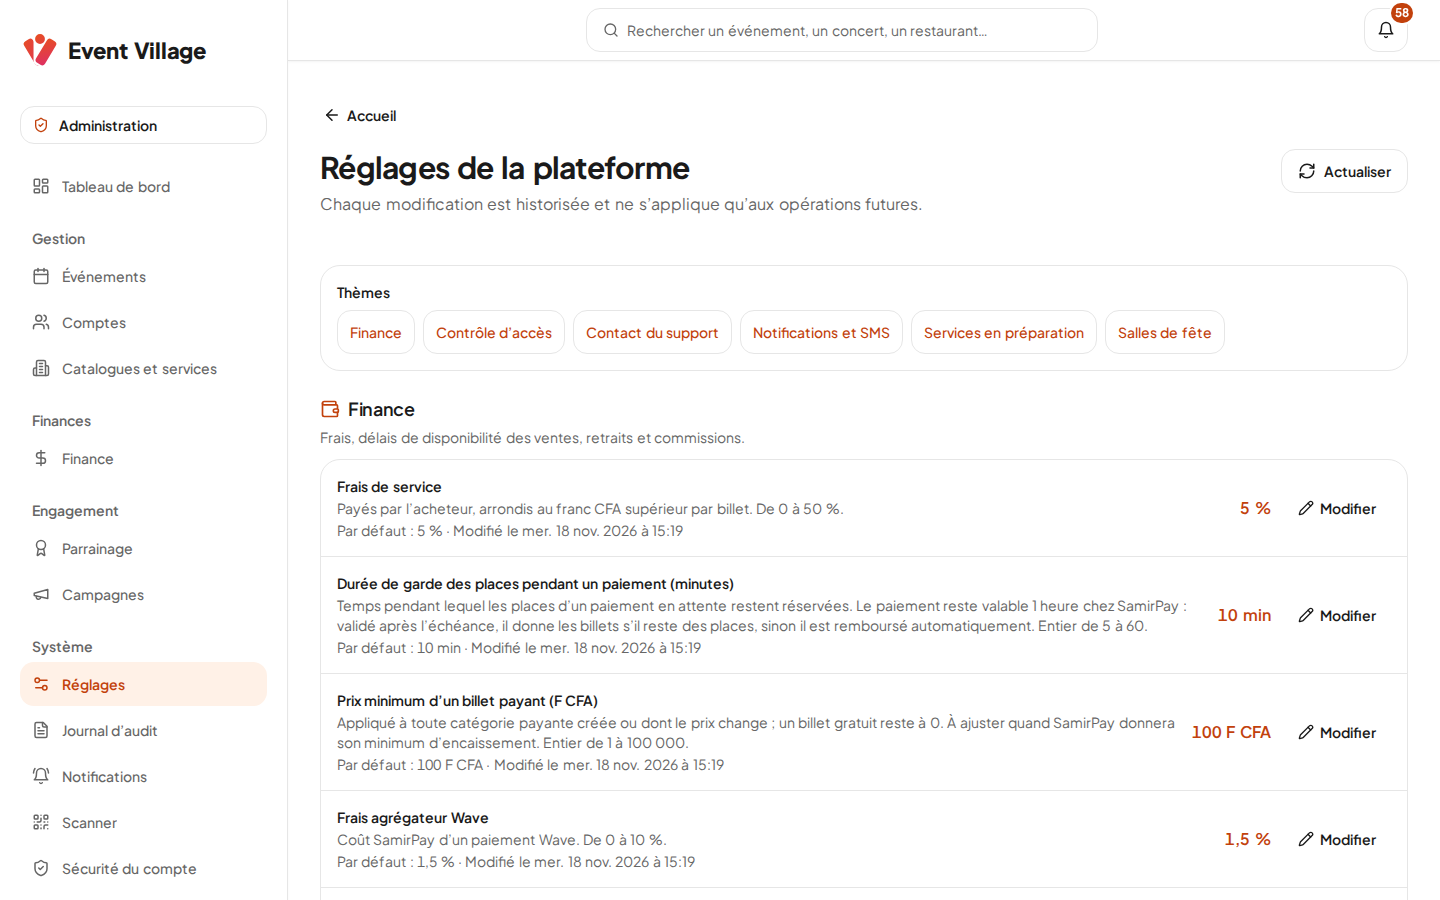 Event Village
Rechercher un événement, un concert, un restaurant…
58
Administration
Tableau de bord
Gestion
Événements
Comptes
Catalogues et services
Finances
Finance
Engagement
Parrainage
Campagnes
Système
Réglages
Journal d’audit
Notifications
Scanner
Sécurité du compte
Accueil
Réglages de la plateforme
Chaque modification est historisée et ne s’applique qu’aux opérations futures.
Actualiser
Thèmes
Finance
Contrôle d’accès
Contact du support
Notifications et SMS
Services en préparation
Salles de fête
Finance
Frais, délais de disponibilité des ventes, retraits et commissions.
Frais de service
Payés par l’acheteur, arrondis au franc CFA supérieur par billet. De 0 à 50 %.
Par défaut : 5 % · Modifié le mer. 18 nov. 2026 à 15:19
5 %
Modifier
Durée de garde des places pendant un paiement (minutes)
Temps pendant lequel les places d’un paiement en attente restent réservées. Le paiement reste valable 1 heure chez SamirPay :
validé après l’échéance, il donne les billets s’il reste des places, sinon il est remboursé automatiquement. Entier de 5 à 60.
Par défaut : 10 min · Modifié le mer. 18 nov. 2026 à 15:19
10 min
Modifier
Prix minimum d’un billet payant (F CFA)
Appliqué à toute catégorie payante créée ou dont le prix change ; un billet gratuit reste à 0. À ajuster quand SamirPay donnera
son minimum d’encaissement. Entier de 1 à 100 000.
Par défaut : 100 F CFA · Modifié le mer. 18 nov. 2026 à 15:19
100 F CFA
Modifier
Frais agrégateur Wave
Coût SamirPay d’un paiement Wave. De 0 à 10 %.
Par défaut : 1,5 % · Modifié le mer. 18 nov. 2026 à 15:19
1,5 %
Modifier